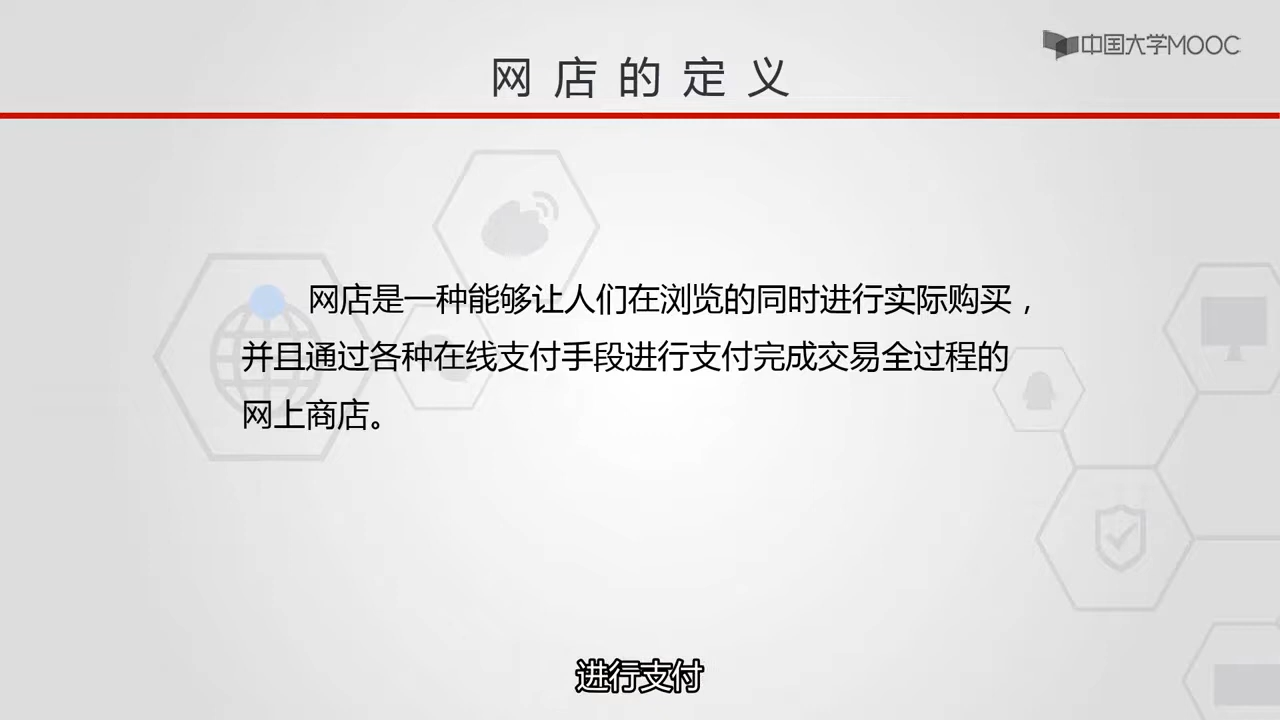 中国大学MOOC
网店的定义
网店是一种能够让人们在浏览的同时进行实际购买，
并且通过各种在线支付手段进行支付完成交易全过程的
网上商店。
进行支付